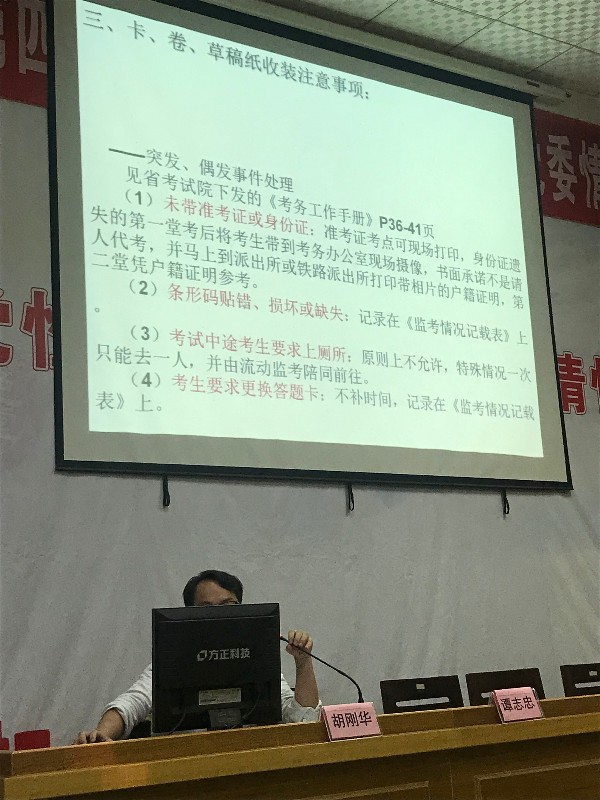 三、卡、卷、草稿纸收装注意事项：
——突发、偶发事件处理
见省考试院下发的《考务工作手册》P36-41页
（1）未带准考证或身份证：准考证考点可现场打印，身份证遗
失的第一堂考后将考生带到考务办公室现场摄像，书面承诺不是请
人代考，并马上到派出所或铁路派出所打印带相片的户籍证明，第
二堂凭户籍证明参考。
（2）条形码贴错、损坏或缺失：记录在《监考情况记载表》上
。
（3）考试中途考生要求上厕所：原则上不允许，特殊情况一次
只能去一人，并由流动监考陪同前往。
（4）考生要求更换答题卡：不补时间，记录在《监考情况记载
表》上。
四
委情
性
情
方正科技
胡刚华
谭志忠